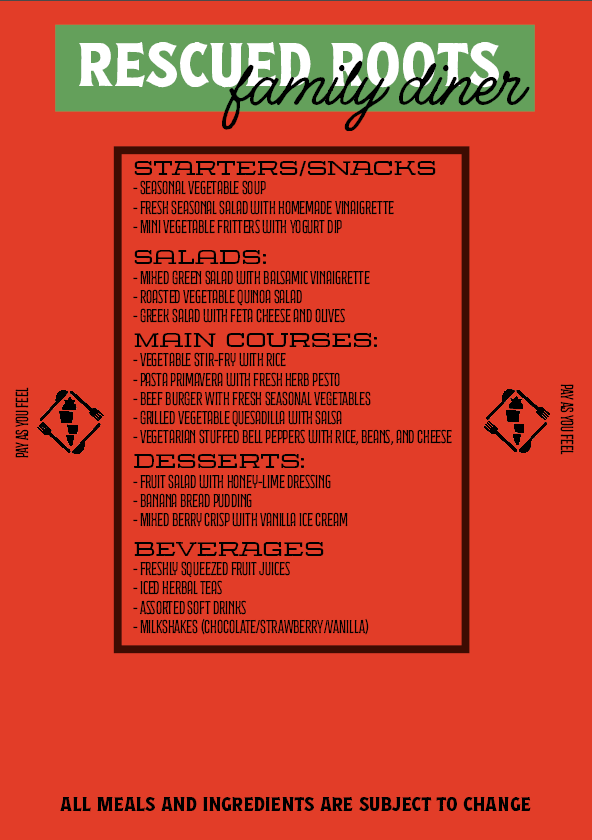 RESCUED ROOTS
family diner
STARTERS/SNACKS
- SEASONAL VEGETABLE SOUP
- FRESH SEASONAL SALAD WITH HOMEMADE VINAIGRETTE
- MINI VEGETABLE FRITTERS WITH YOGURT DIP
SALADS:
- MIXED GREEN SALAD WITH BALSAMIC VINAIGRETTE
- ROASTED VEGETABLE QUINOA SALAD
- GREEK SALAD WITH FETA CHEESE AND OLIVES
MAIN COURSES:
- VEGETABLE STIR-FRY WITH RICE
- PASTA PRIMAVERA WITH FRESH HERB PESTO
- BEEF BURGER WITH FRESH SEASONAL VEGETABLES
- GRILLED VEGETABLE QUESADILLA WITH SALSA
- VEGETARIAN STUFFED BELL PEPPERS WITH RICE, BEANS, AND CHEESE
DESSERTS:
- FRUIT SALAD WITH HONEY-LIME DRESSING
- BANANA BREAD PUDDING
- MIXED BERRY CRISP WITH VANILLA ICE CREAM
BEVERAGES
- FRESHLY SQUEEZED FRUIT JUICES
- ICED HERBAL TEAS
- ASSORTED SOFT DRINKS
- MILKSHAKES (CHOCOLATE/STRAWBERRY/VANILLA)
PAY AS YOU FEEL
PAY AS YOU FEEL
ALL MEALS AND INGREDIENTS ARE SUBJECT TO CHANGE